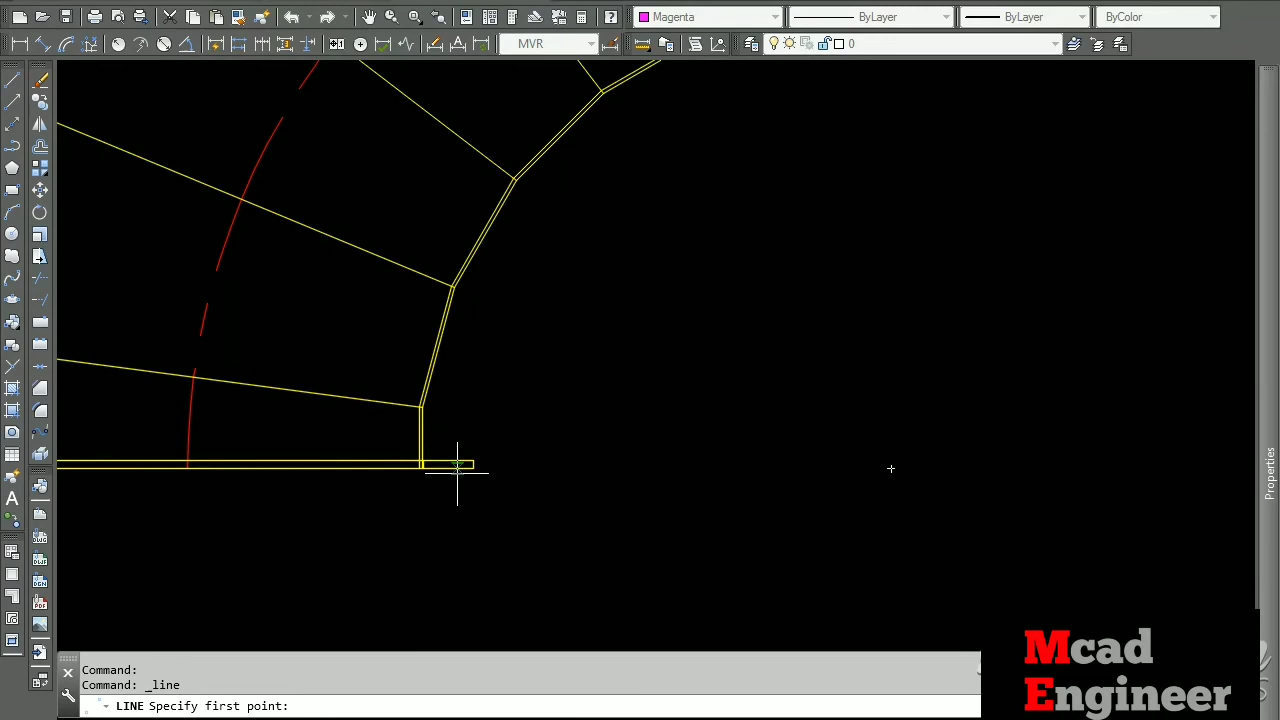 Magenta
ByLayer
ByLayer
ByColor
MVR
0
Properties
Command:
Command: _line
LINE Specify first point:
Mcad
Engineer